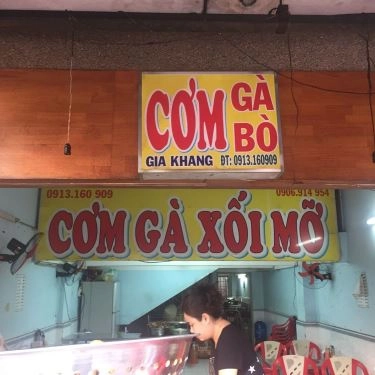 CƠM GÀ
BÒ
GIA KHANG ĐT: 0913.160909
0913.160 909 0906.914 954
CƠM GÀ XỐI MỠ